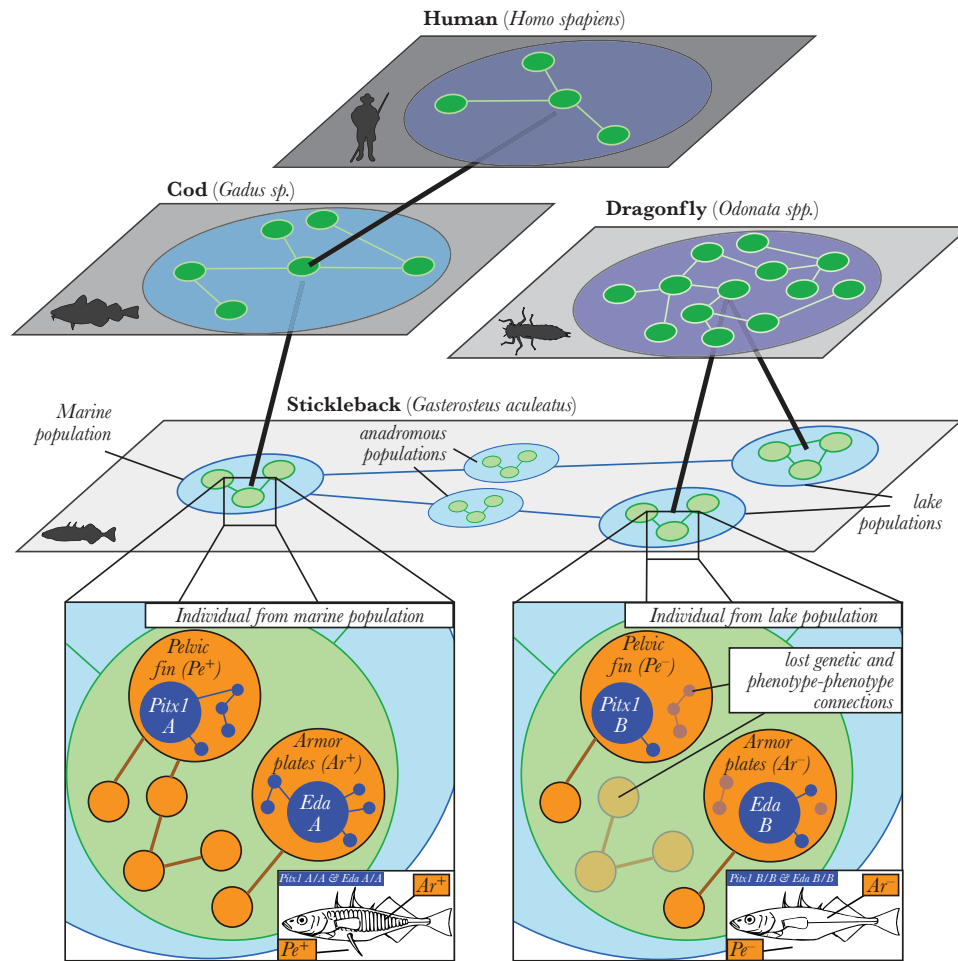 Human (Homo spapiens)
Cod (Gadus sp.)
Dragonfly (Odonata spp.)
Stickleback (Gasterosteus aculeatus)
Marine
population
anadromous
populations
lake
populations
Individual from marine population
Pelvic
fin (Pe⁺)
Pitx1
A
Armor
plates (Ar⁺)
Eda
A
Pitx1 A/A & Eda A/A
Ar⁺
Pe⁺
Individual from lake population
Pelvic
fin (Pe⁻)
lost genetic and
phenotype-phenotype
connections
Pitx1
B
Armor
plates (Ar⁻)
Eda
B
Pitx1 B/B & Eda B/B
Ar⁻
Pe⁻